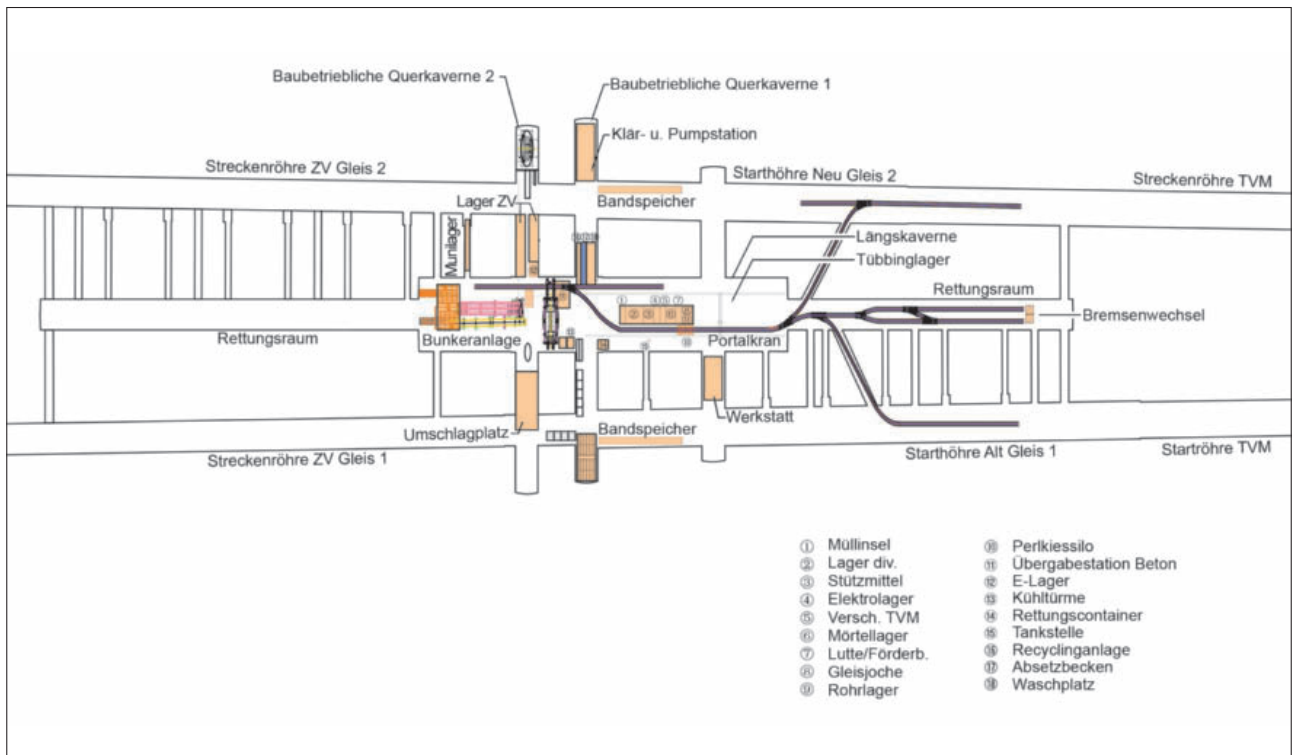 Baubetriebliche Querkaverne 2
Baubetriebliche Querkaverne 1
Klär- u. Pumpstation
Streckenröhre ZV Gleis 2
Starthöhre Neu Gleis 2
Streckenröhre TVM
Lager ZV
Bandspeicher
Munilager
Längskaverne
Tübbinglager
Rettungsraum
Bremsenwechsel
Rettungsraum
Bunkeranlage
Portalkran
Werkstatt
Umschlagplatz
Bandspeicher
Streckenröhre ZV Gleis 1
Starthöhre Alt Gleis 1
Startröhre TVM
① Müllinsel
② Lager div.
③ Stützmittel
④ Elektrolager
⑤ Versch. TVM
⑥ Mörtellager
⑦ Lutte/Förderb.
⑧ Gleisjoche
⑨ Rohrlager
⑩ Perlkiessilo
⑪ Übergabestation Beton
⑫ E-Lager
⑬ Kühltürme
⑭ Rettungscontainer
⑮ Tankstelle
⑯ Recyclinganlage
⑰ Absetzbecken
⑱ Waschplatz